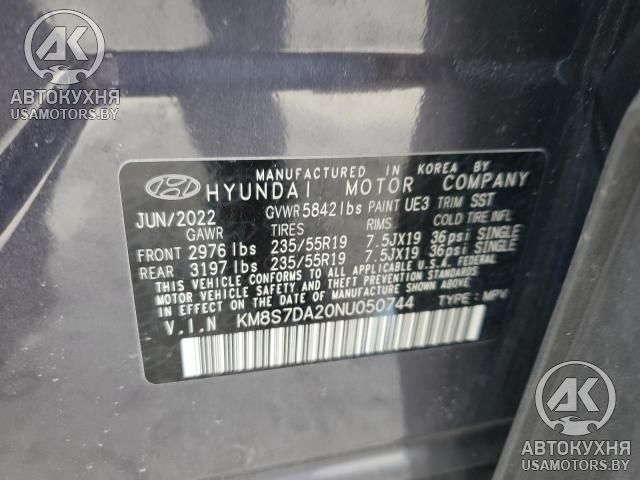 АК
АВТОКУХНЯ
USAMOTORS.BY
MANUFACTURED IN KOREA BY
HYUNDAI MOTOR COMPANY
JUN/2022 GVWR 5842 lbs PAINT UE3 TRIM SST
GAWR TIRES RIMS COLD TIRE INFL
FRONT 2976 lbs 235/55R19 7.5JX19 36psi SINGLE
REAR 3197 lbs 235/55R19 7.5JX19 36psi SINGLE
THIS VEHICLE CONFORMS TO ALL APPLICABLE U.S. FEDERAL
MOTOR VEHICLE SAFETY STANDARDS IN EFFECT ON
THE DATE OF MANUFACTURE SHOWN ABOVE.
V.I.N KM8S7DA20NU050744 TYPE : MPV
АК
АВТОКУХНЯ
USAMOTORS.BY